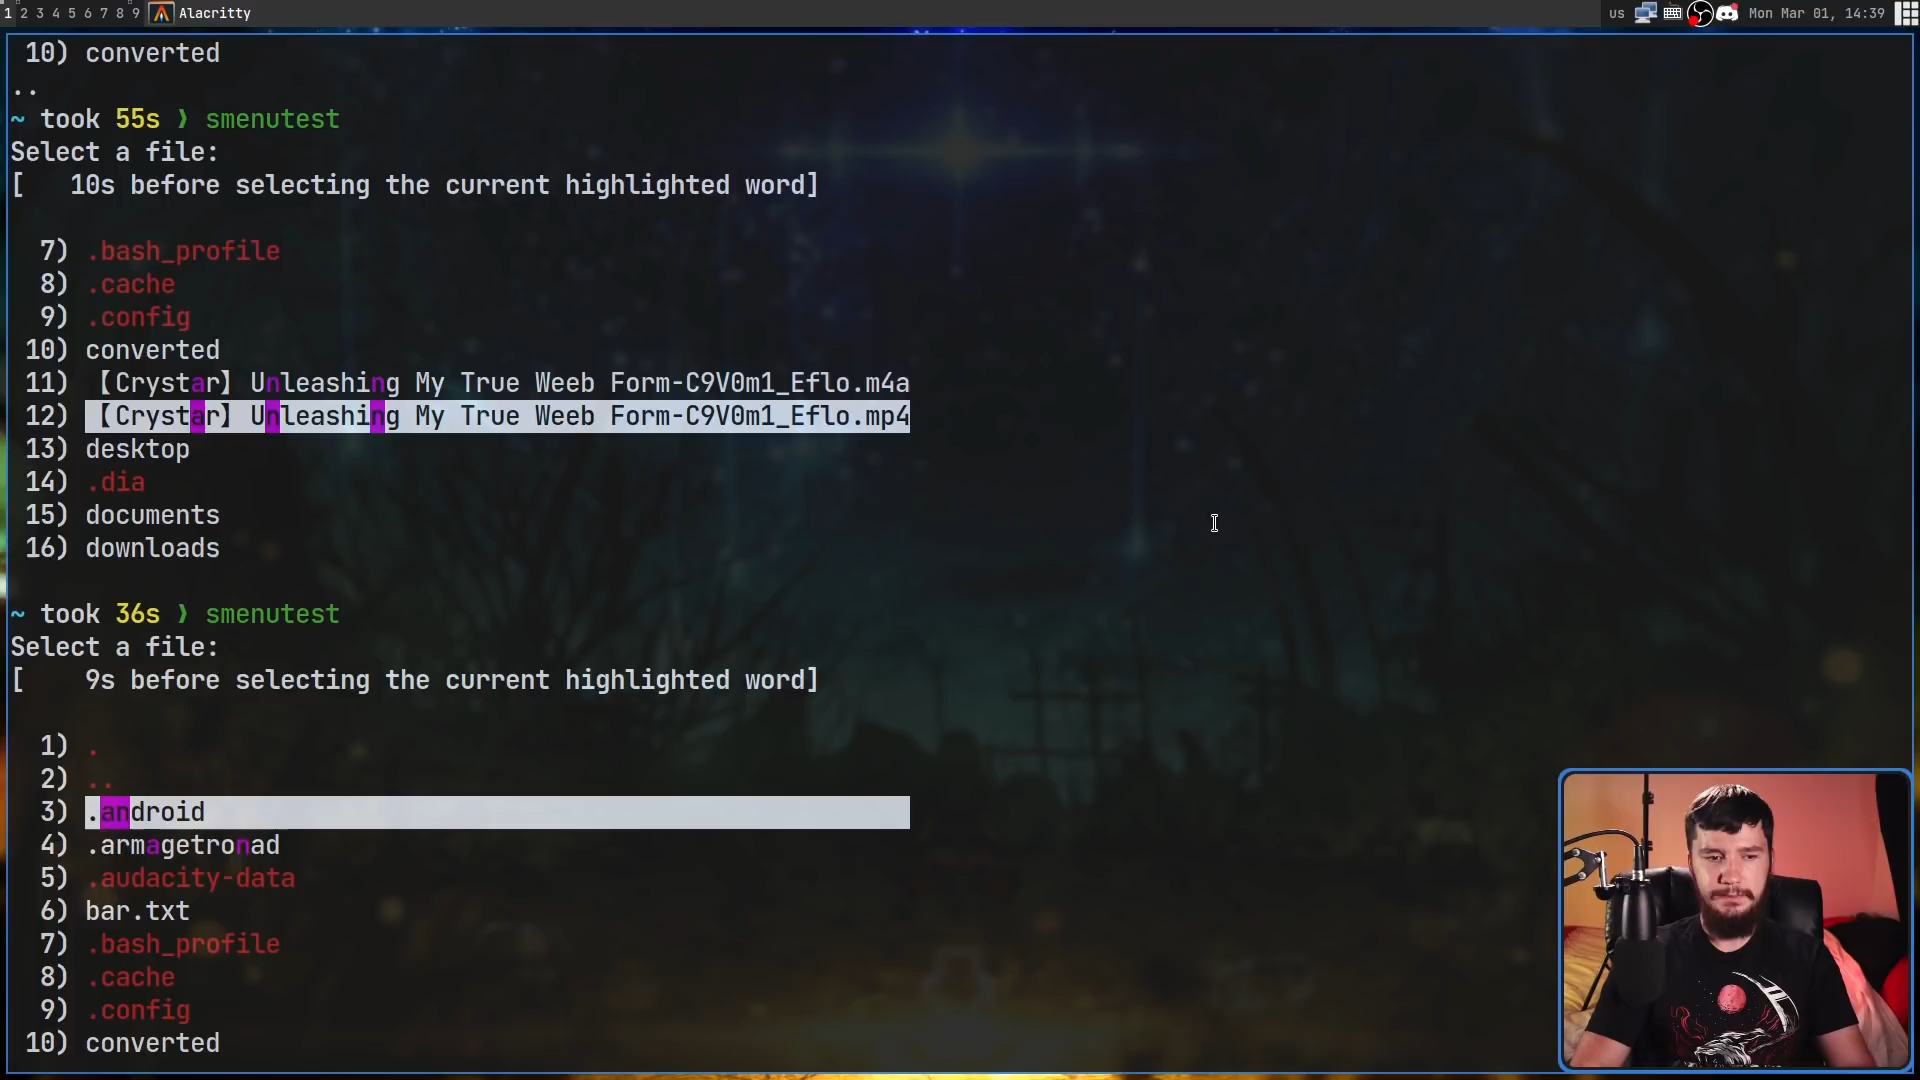 1 2 3 4 5 6 7 8 9 Alacritty us Mon Mar 01, 14:39
10) converted
..
~ took 55s ❯ smenutest
Select a file:
[   10s before selecting the current highlighted word]
7) .bash_profile
8) .cache
9) .config
10) converted
11) 【Crystar】Unleashing My True Weeb Form-C9V0m1_Eflo.m4a
12) 【Crystar】Unleashing My True Weeb Form-C9V0m1_Eflo.mp4
13) desktop
14) .dia
15) documents
16) downloads
~ took 36s ❯ smenutest
Select a file:
[    9s before selecting the current highlighted word]
1) .
2) ..
3) .android
4) .armagetronad
5) .audacity-data
6) bar.txt
7) .bash_profile
8) .cache
9) .config
10) converted